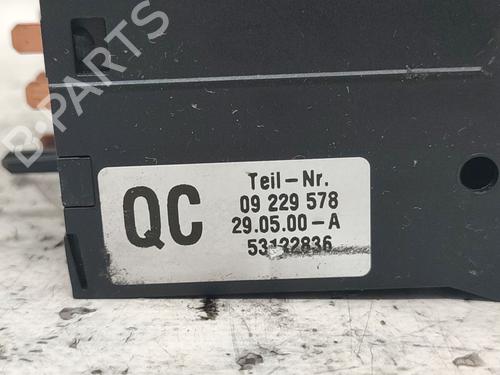 B-PARTS
QC
Teil-Nr.
09 229 578
29.05.00-A
53122836